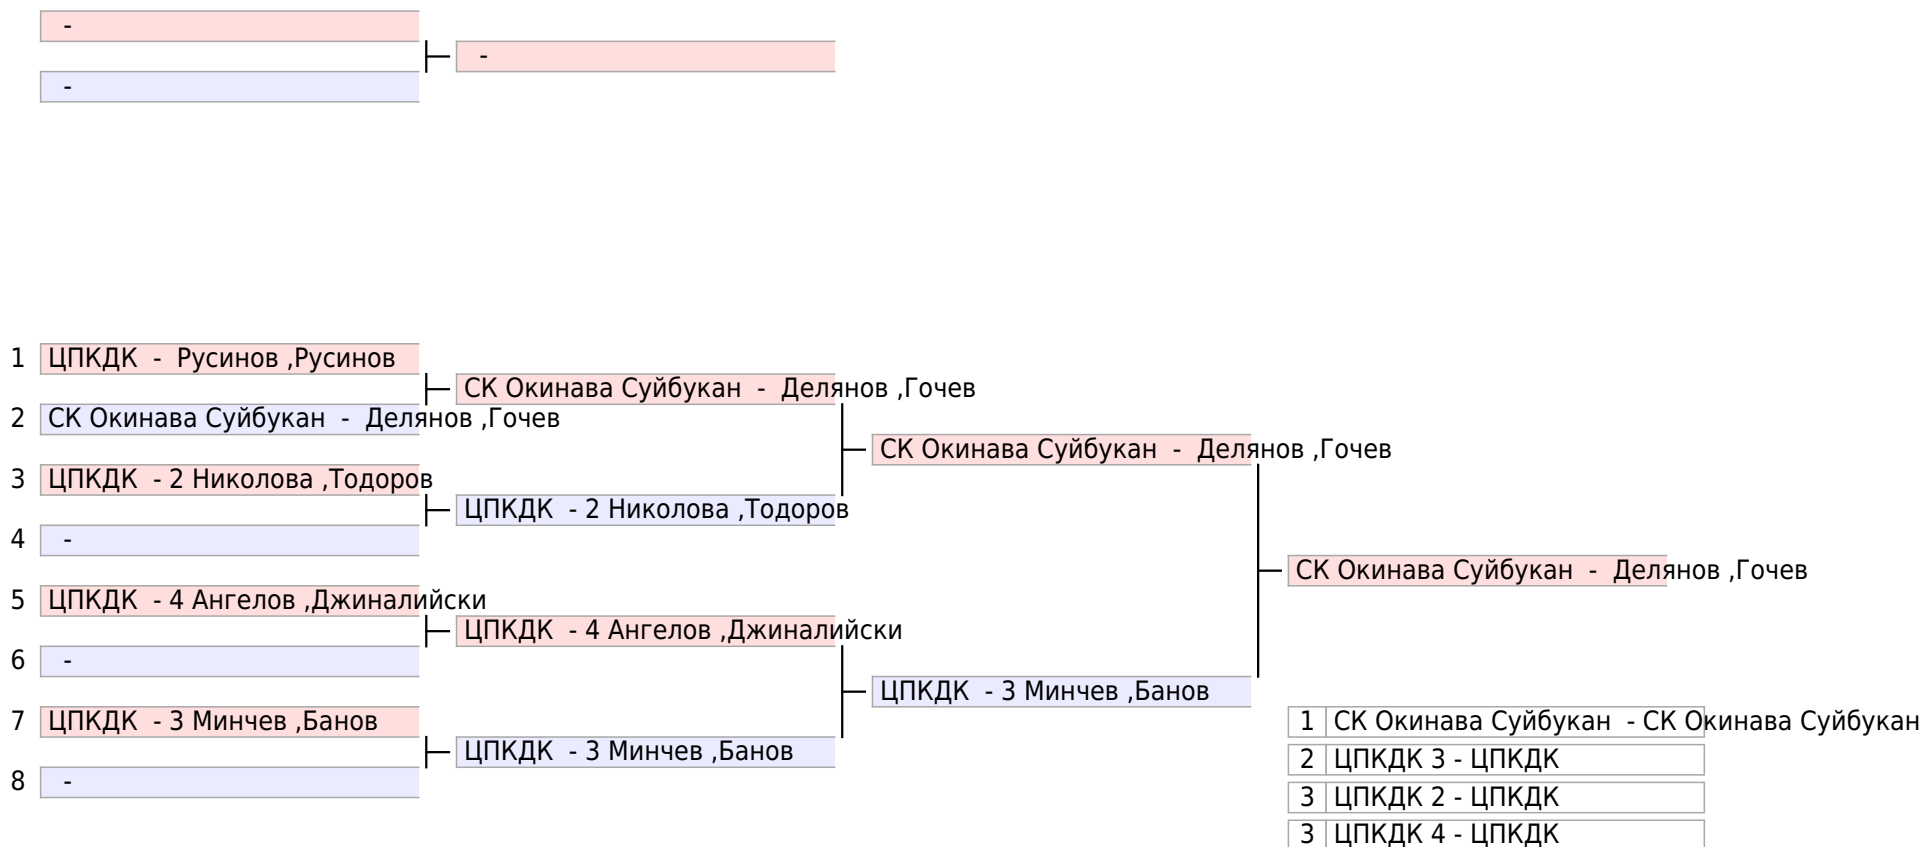 -
-
-
1 ЦПКДК - Русинов ,Русинов
СК Окинава Суйбукан - Делянов ,Гочев
2 СК Окинава Суйбукан - Делянов ,Гочев
СК Окинава Суйбукан - Делянов ,Гочев
3 ЦПКДК - 2 Николова ,Тодоров
ЦПКДК - 2 Николова ,Тодоров
4 -
СК Окинава Суйбукан - Делянов ,Гочев
5 ЦПКДК - 4 Ангелов ,Джиналийски
ЦПКДК - 4 Ангелов ,Джиналийски
6 -
ЦПКДК - 3 Минчев ,Банов
7 ЦПКДК - 3 Минчев ,Банов
ЦПКДК - 3 Минчев ,Банов
8 -
1 СК Окинава Суйбукан - СК Окинава Суйбукан
2 ЦПКДК 3 - ЦПКДК
3 ЦПКДК 2 - ЦПКДК
3 ЦПКДК 4 - ЦПКДК